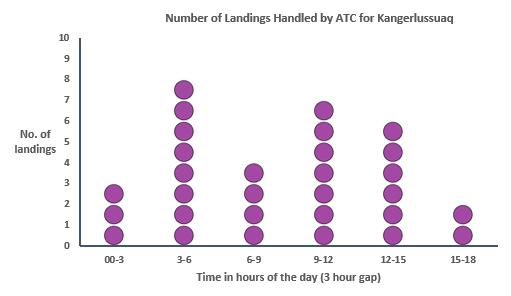 Number of Landings Handled by ATC for Kangerlussuaq
10
9
8
7
6
5
4
3
2
1
0
No. of
landings
00-3 3-6 6-9 9-12 12-15 15-18
Time in hours of the day (3 hour gap)